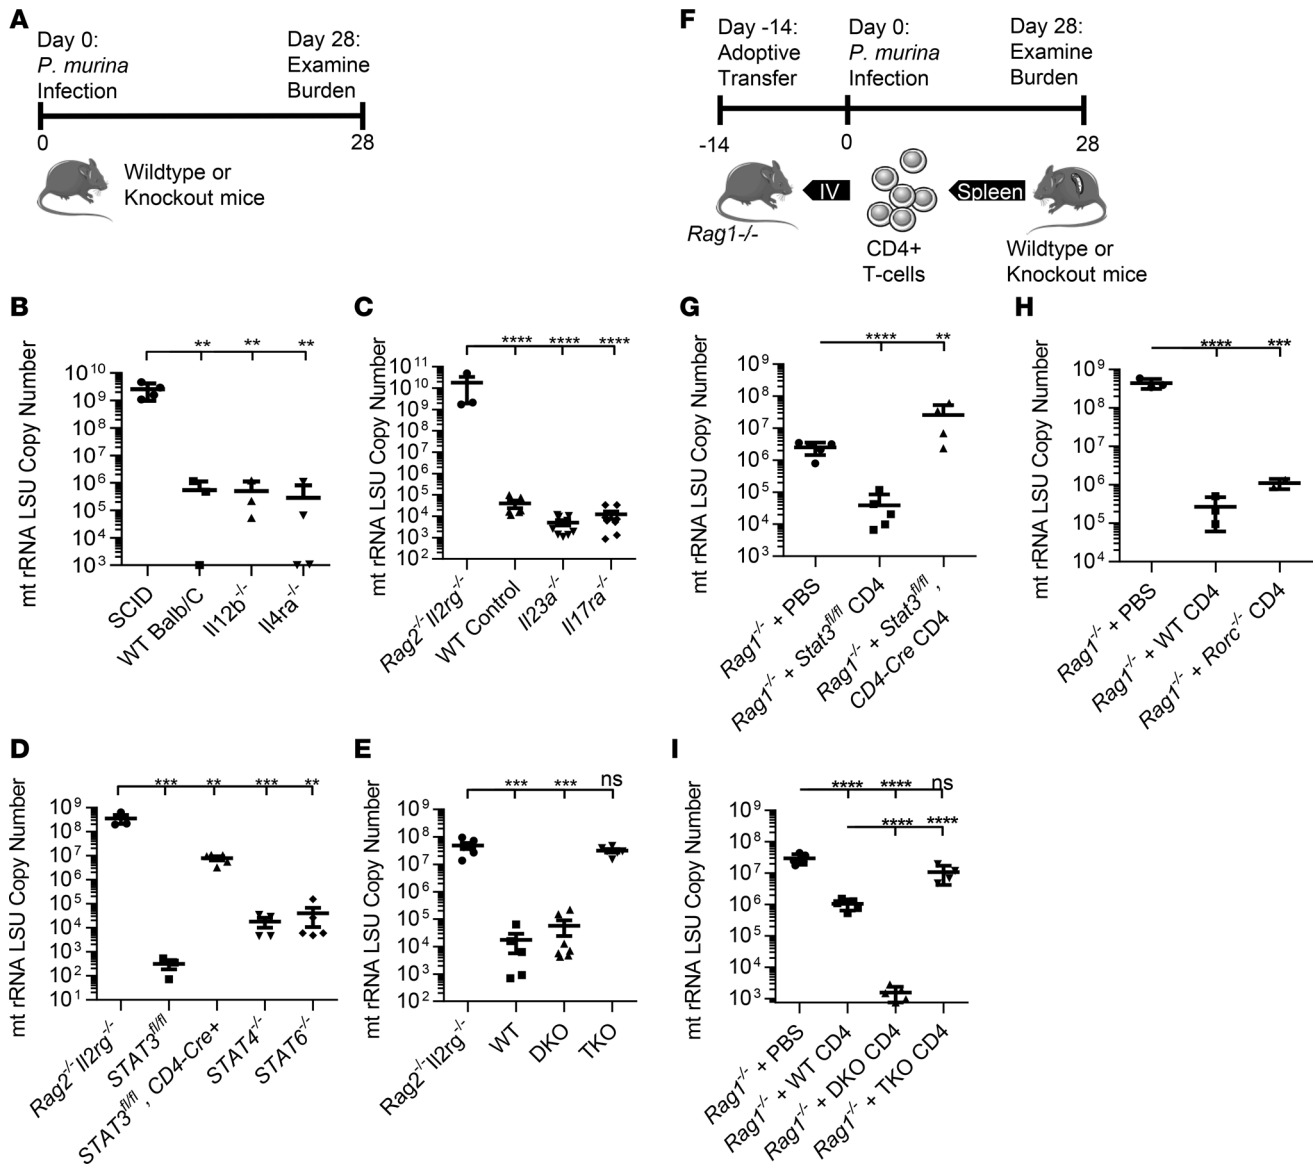 A
Day 0:
P. murina
Infection
Day 28:
Examine
Burden
0
28
Wildtype or
Knockout mice
F
Day -14:
Adoptive
Transfer
Day 0:
P. murina
Infection
Day 28:
Examine
Burden
-14
0
28
IV
Spleen
Rag1-/-
CD4+
T-cells
Wildtype or
Knockout mice
B
mt rRNA LSU Copy Number
** ** **
10^10
10^9
10^8
10^7
10^6
10^5
10^4
10^3
SCID
WT Balb/C
Il12b-/-
Il4ra-/-
C
mt rRNA LSU Copy Number
**** **** ****
10^11
10^10
10^9
10^8
10^7
10^6
10^5
10^4
10^3
10^2
Rag2-/-Il2rg-/-
WT Control
Il23a-/-
Il17ra-/-
G
mt rRNA LSU Copy Number
**** **
10^9
10^8
10^7
10^6
10^5
10^4
10^3
Rag1-/- + PBS
Rag1-/- + Stat3fl/fl CD4
Rag1-/- + Stat3fl/fl,
CD4-Cre CD4
H
mt rRNA LSU Copy Number
**** ***
10^9
10^8
10^7
10^6
10^5
10^4
Rag1-/- + PBS
Rag1-/- + WT CD4
Rag1-/- + Rorc-/- CD4
D
mt rRNA LSU Copy Number
*** ** *** **
10^9
10^8
10^7
10^6
10^5
10^4
10^3
10^2
10^1
Rag2-/-Il2rg-/-
STAT3fl/fl
STAT3fl/fl, CD4-Cre+
STAT4-/-
STAT6-/-
E
mt rRNA LSU Copy Number
*** *** ns
10^9
10^8
10^7
10^6
10^5
10^4
10^3
10^2
Rag2-/-Il2rg-/-
WT
DKO
TKO
I
mt rRNA LSU Copy Number
**** **** ns
**** ****
10^9
10^8
10^7
10^6
10^5
10^4
10^3
Rag1-/- + PBS
Rag1-/- + WT CD4
Rag1-/- + DKO CD4
Rag1-/- + TKO CD4